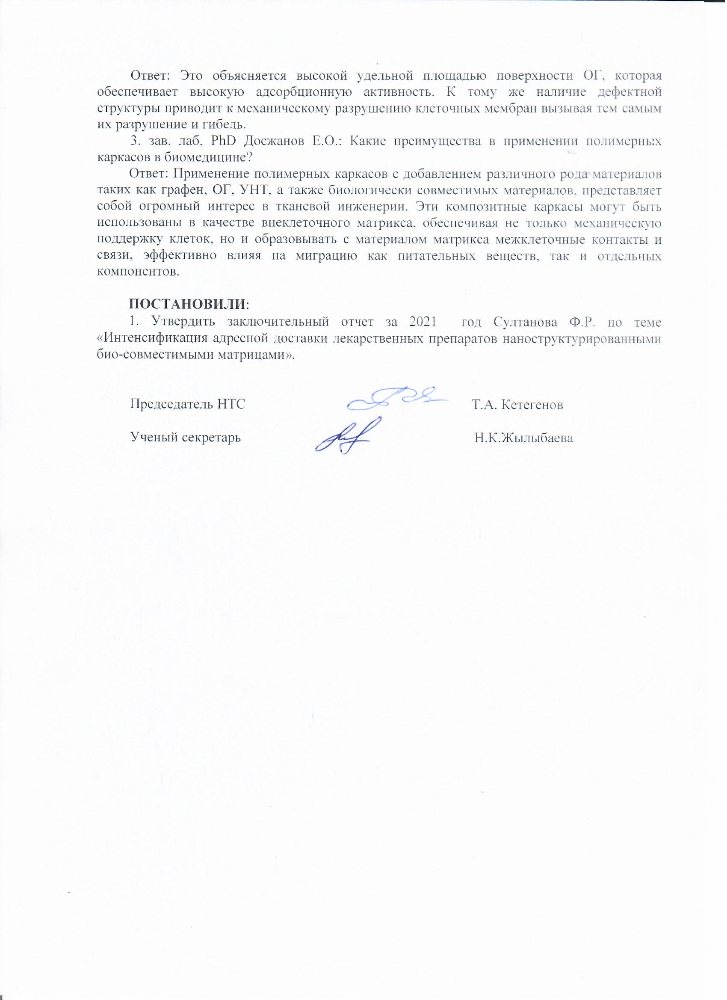 Ответ: Это объясняется высокой удельной площадью поверхности ОГ, которая
обеспечивает высокую адсорбционную активность. К тому же наличие дефектной
структуры приводит к механическому разрушению клеточных мембран вызывая тем самым
их разрушение и гибель.
3. зав. лаб, PhD Досжанов Е.О.: Какие преимущества в применении полимерных
каркасов в биомедицине?
Ответ: Применение полимерных каркасов с добавлением различного рода материалов
таких как графен, ОГ, УНТ, а также биологически совместимых материалов, представляет
собой огромный интерес в тканевой инженерии. Эти композитные каркасы могут быть
использованы в качестве внеклеточного матрикса, обеспечивая не только механическую
поддержку клеток, но и образовывать с материалом матрикса межклеточные контакты и
связи, эффективно влияя на миграцию как питательных веществ, так и отдельных
компонентов.
ПОСТАНОВИЛИ:
1. Утвердить заключительный отчет за 2021 год Султанова Ф.Р. по теме
«Интенсификация адресной доставки лекарственных препаратов наноструктурированными
био-совместимыми матрицами».
Председатель НТС Т.А. Кетегенов
Ученый секретарь Н.К.Жылыбаева